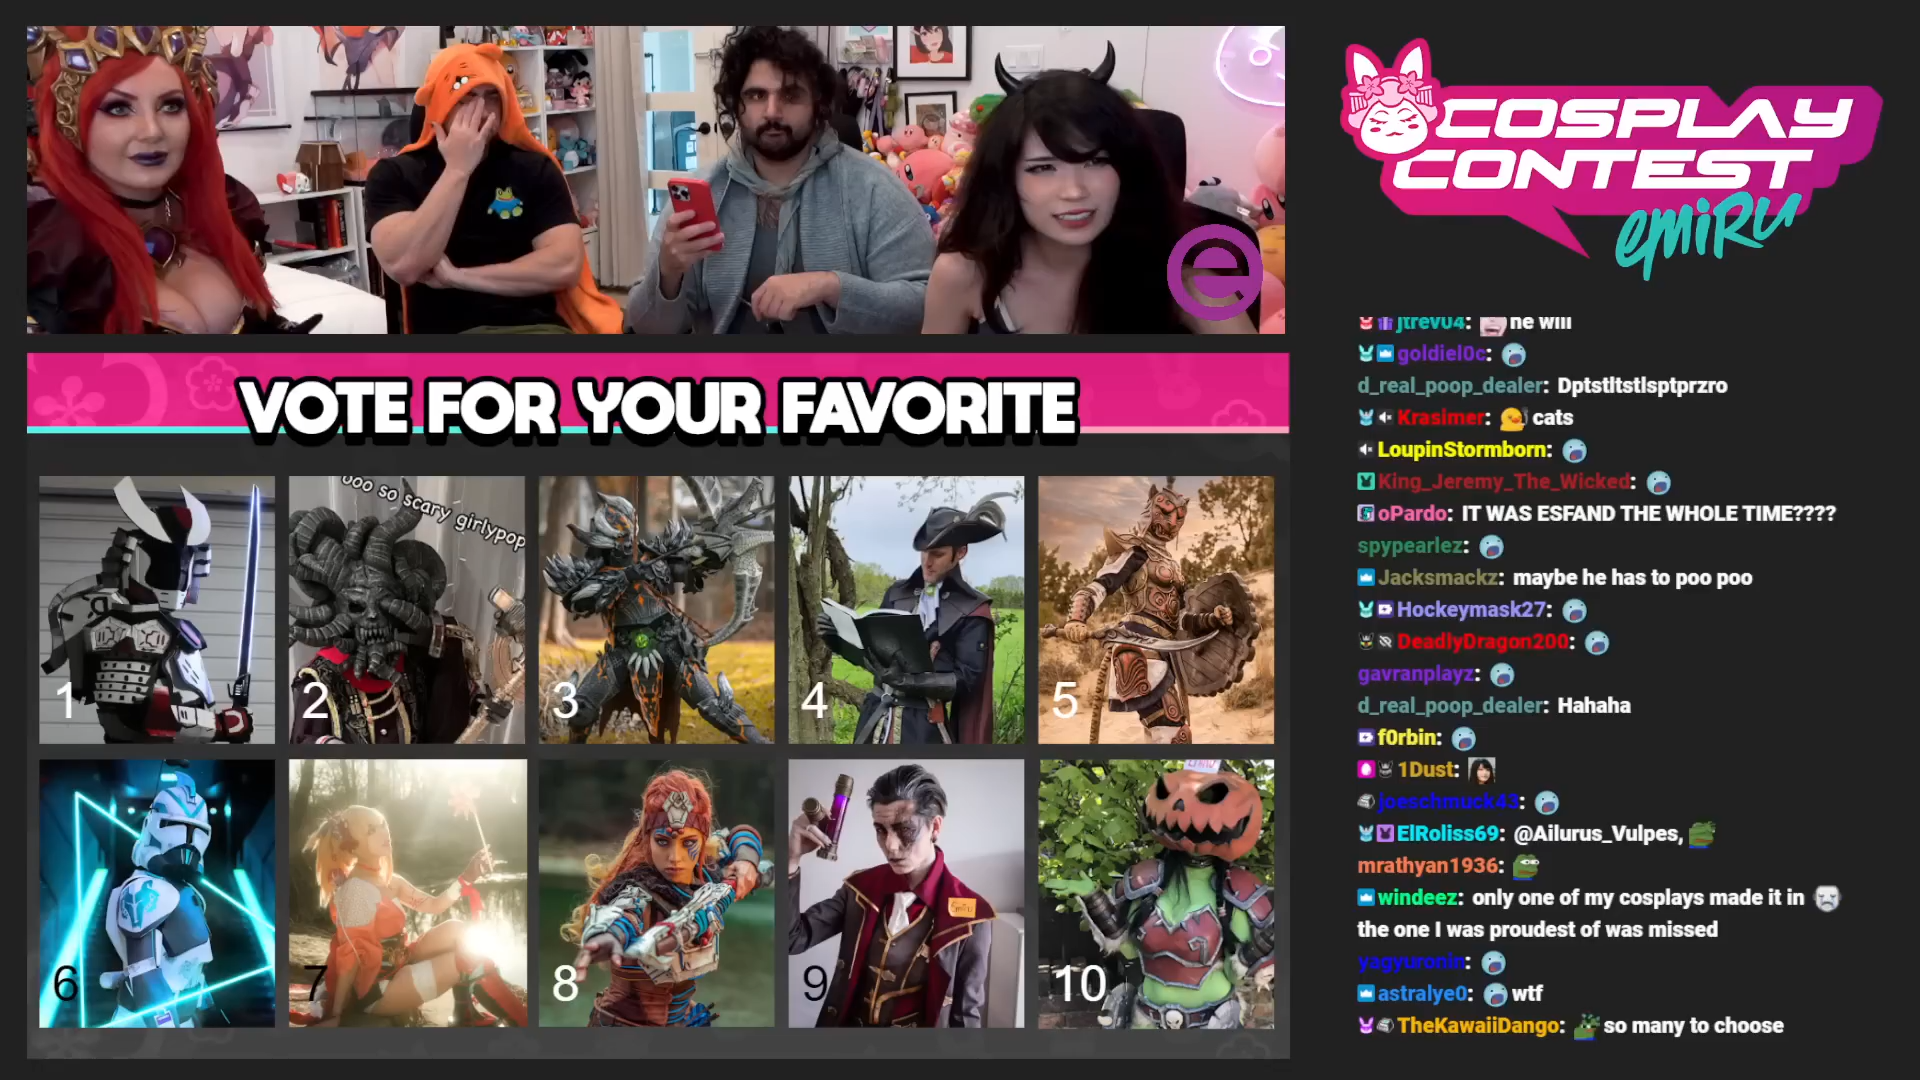 COSPLAY
CONTEST
emiru
e
VOTE FOR YOUR FAVORITE
ooo so scary girlypop
1
2
3
4
5
6
7
8
9
10
jtrev04: he will
goldiel0c:
d_real_poop_dealer: Dptstltstlsptprzro
Krasimer: cats
LoupinStormborn:
King_Jeremy_The_Wicked:
oPardo: IT WAS ESFAND THE WHOLE TIME????
spypearlez:
Jacksmackz: maybe he has to poo poo
Hockeymask27:
DeadlyDragon200:
gavranplayz:
d_real_poop_dealer: Hahaha
f0rbin:
1Dust:
joeschmuck43:
ElRoliss69: @Ailurus_Vulpes,
mrathyan1936:
windeez: only one of my cosplays made it in
the one I was proudest of was missed
yagyuronin:
astralye0: wtf
TheKawaiiDango: so many to choose